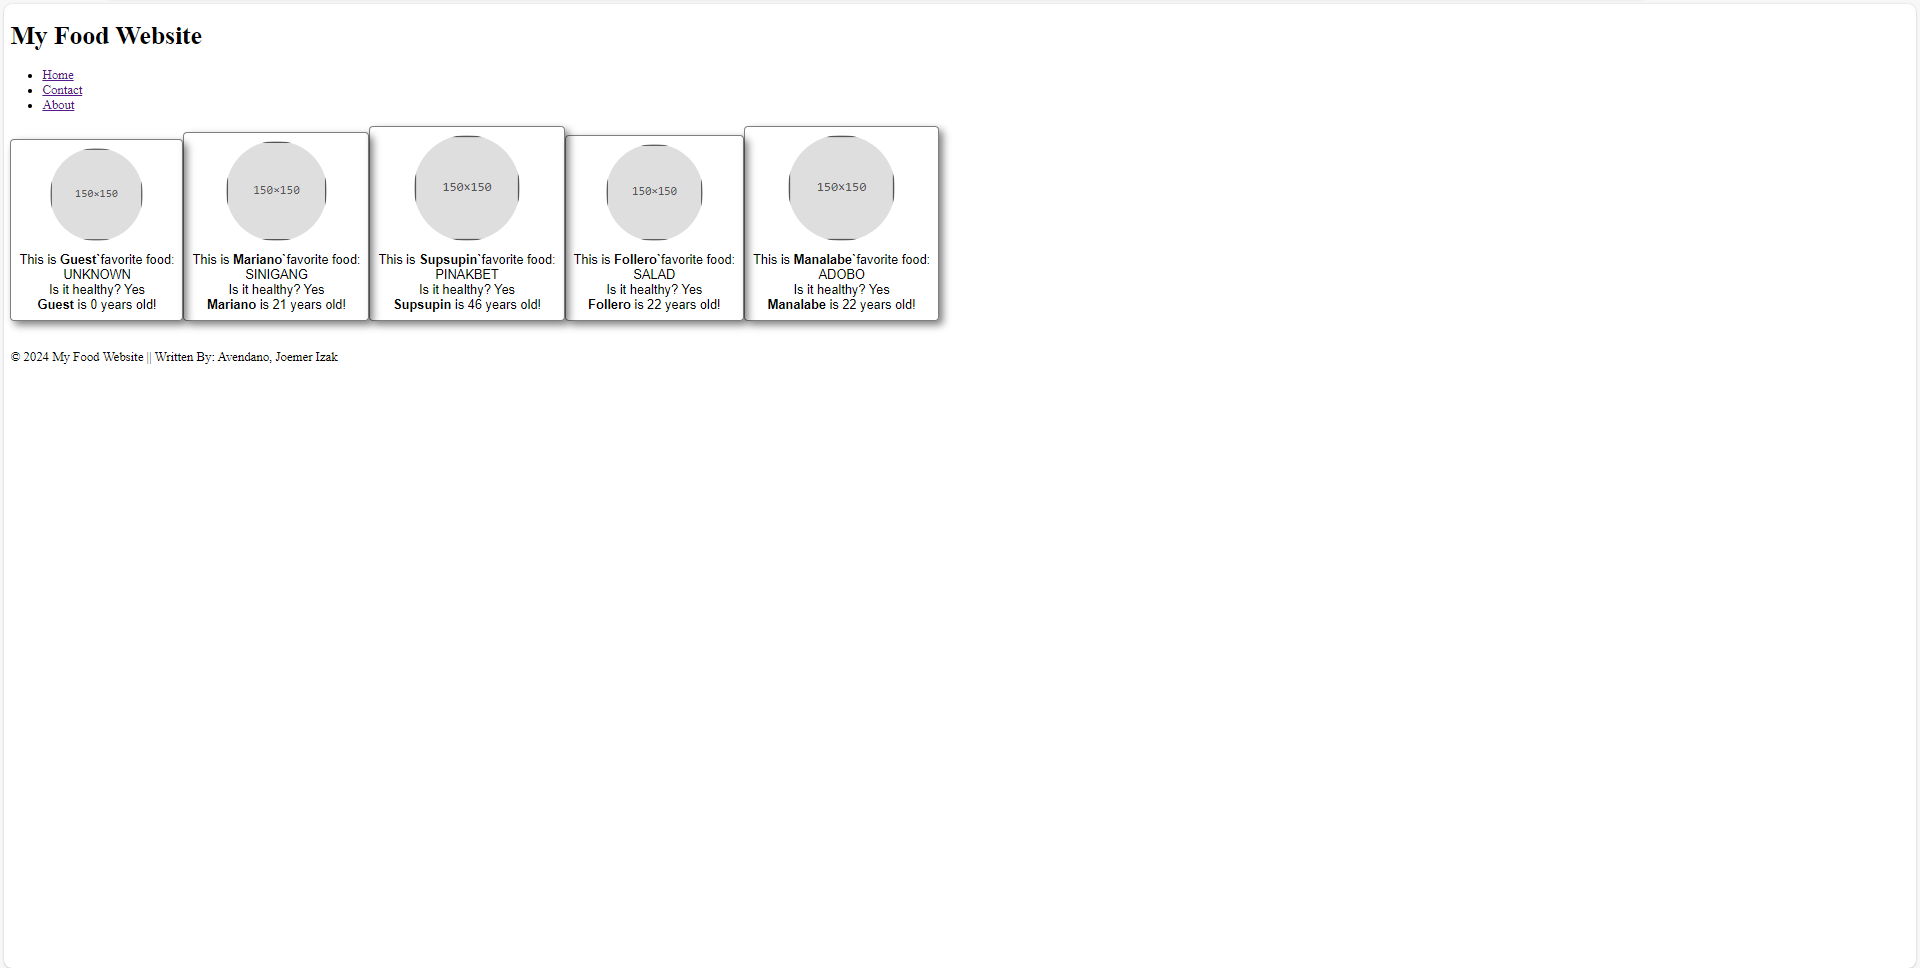 My Food Website
Home
Contact
About
150×150
This is Guest`favorite food:
UNKNOWN
Is it healthy? Yes
Guest is 0 years old!
150×150
This is Mariano`favorite food:
SINIGANG
Is it healthy? Yes
Mariano is 21 years old!
150×150
This is Supsupin`favorite food:
PINAKBET
Is it healthy? Yes
Supsupin is 46 years old!
150×150
This is Follero`favorite food:
SALAD
Is it healthy? Yes
Follero is 22 years old!
150×150
This is Manalabe`favorite food:
ADOBO
Is it healthy? Yes
Manalabe is 22 years old!
© 2024 My Food Website || Written By: Avendano, Joemer Izak